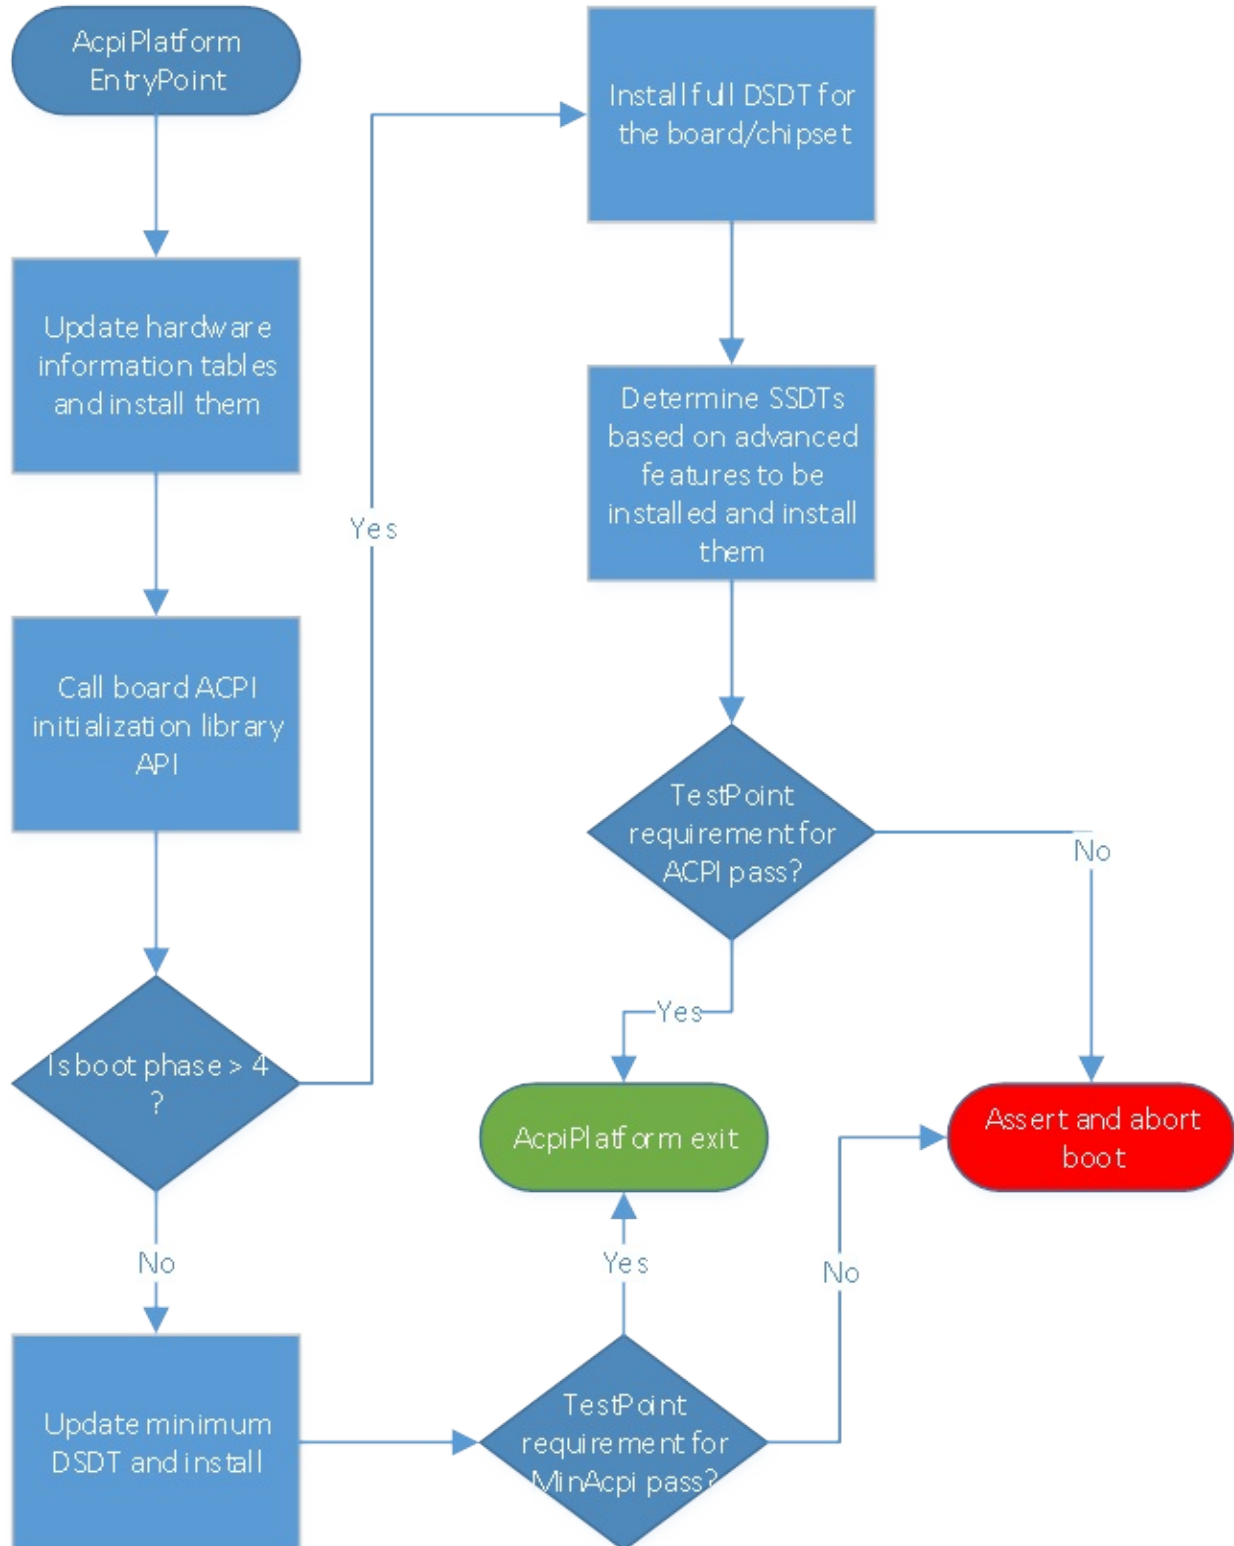 AcpiPlatform
EntryPoint
Update hardware
information tables
and install them
Call board ACPI
initialization library
API
Is boot phase > 4
?
Yes
No
Update minimum
DSDT and install
Install full DSDT for
the board/chipset
Determine SSDTs
based on advanced
features to be
installed and install
them
TestPoint
requirement for
ACPI pass?
Yes
No
AcpiPlatform exit
Assert and abort
boot
TestPoint
requirement for
MinAcpi pass?
Yes
No